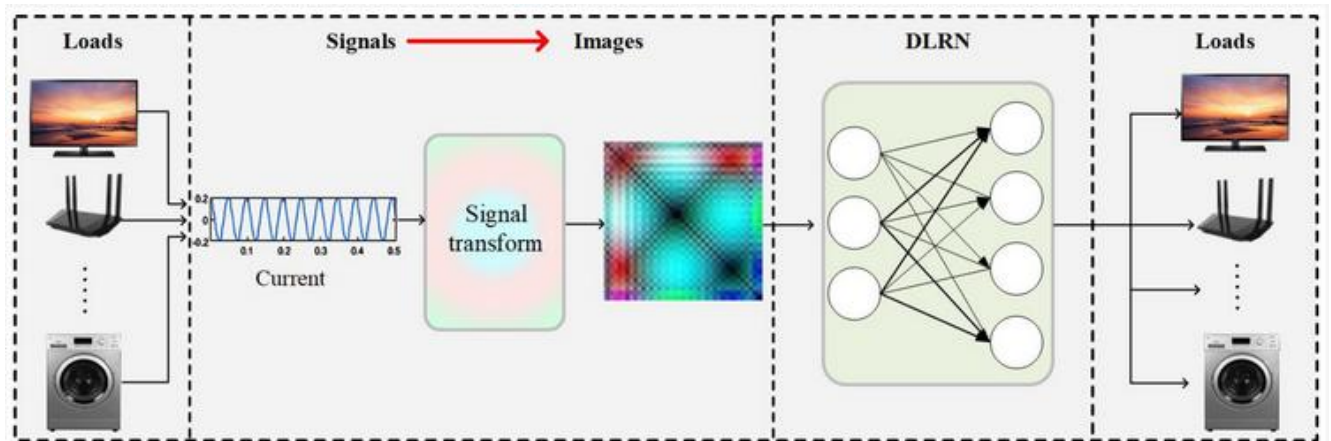 Loads
Signals
Images
DLRN
Loads
0.2
0
-0.2
0.1
0.2
0.3
0.4
0.5
Current
Signal
transform